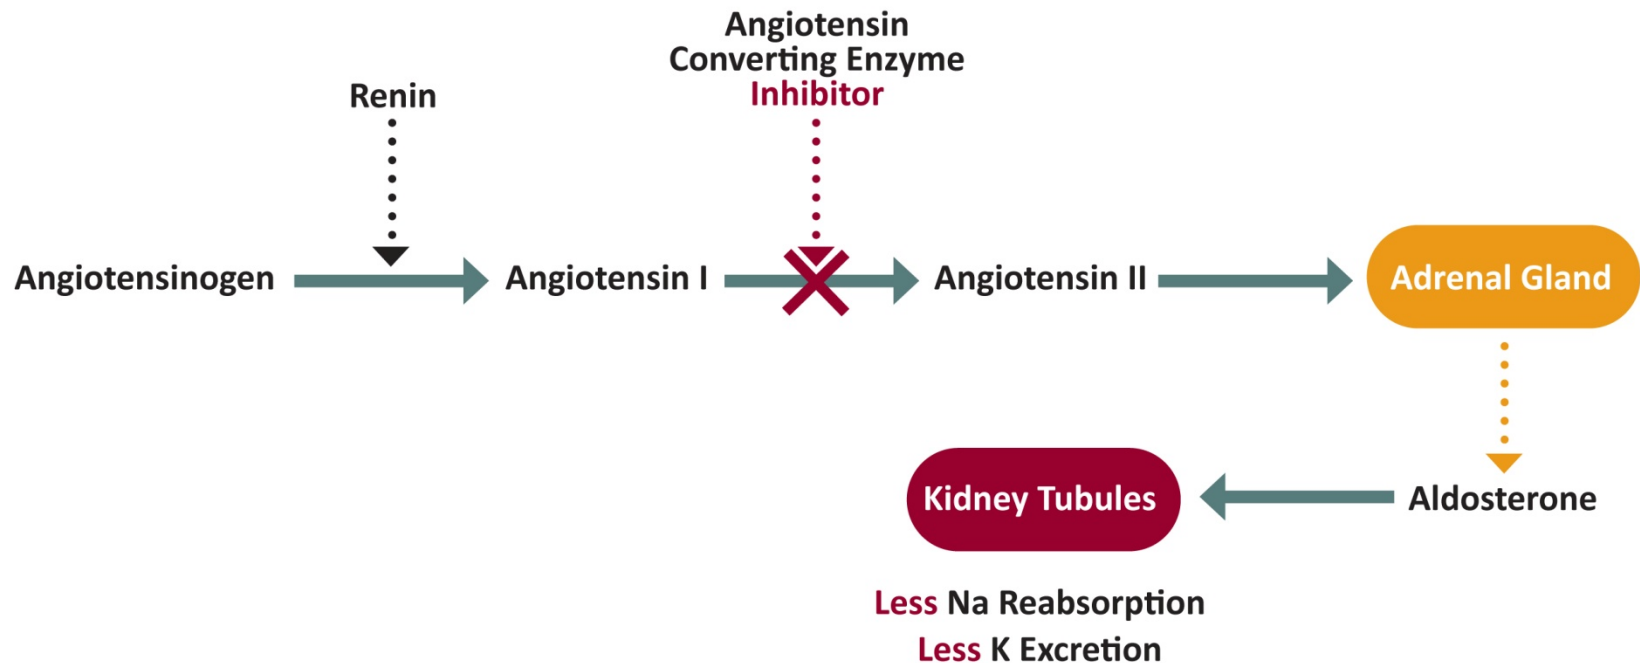 Angiotensin
Converting Enzyme
Inhibitor
Renin
Angiotensinogen
Angiotensin I
Angiotensin II
Adrenal Gland
Kidney Tubules
Aldosterone
Less Na Reabsorption
Less K Excretion